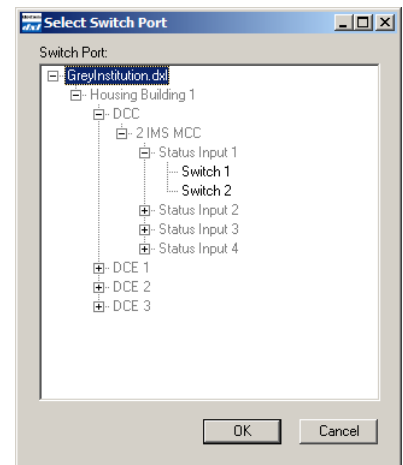 Select Switch Port
Switch Port:
GreyInstitution.dxl
Housing Building 1
DCC
2 IMS MCC
Status Input 1
Switch 1
Switch 2
Status Input 2
Status Input 3
Status Input 4
DCE 1
DCE 2
DCE 3
OK Cancel